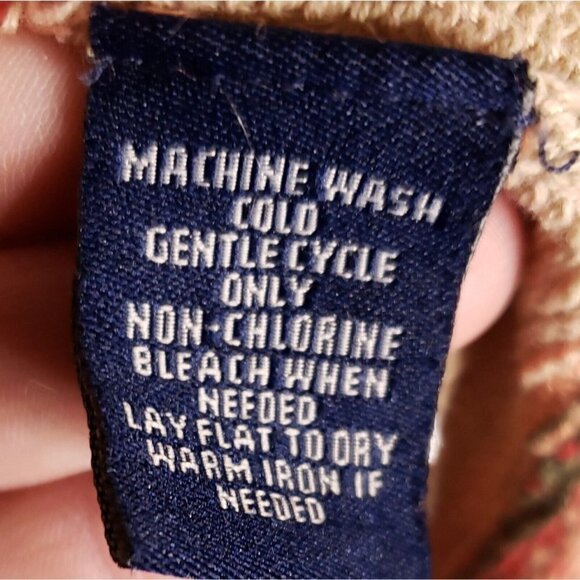 MACHINE WASH
COLD
GENTLE CYCLE
ONLY
NON-CHLORINE
BLEACH WHEN
NEEDED
LAY FLAT TO DRY
WARM IRON IF
NEEDED